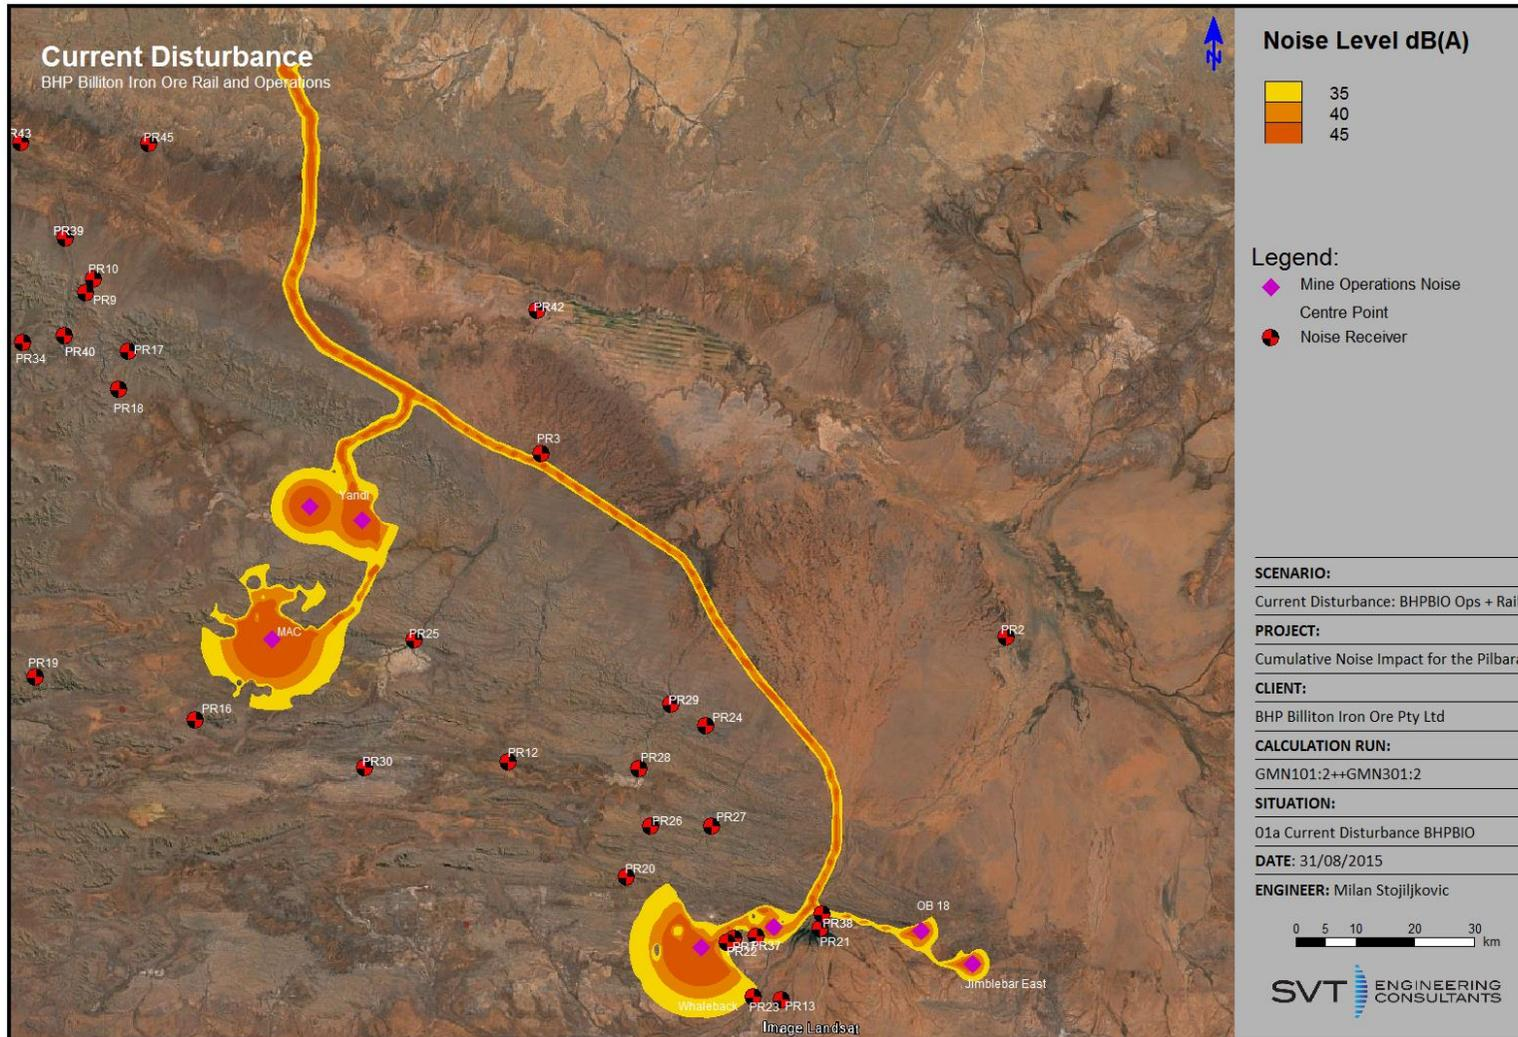 Current Disturbance
BHP Billiton Iron Ore Rail and Operations
R43
PR45
PR39
PR10
PR9
PR42
PR34
PR40
PR17
PR18
PR3
Yandi
MAC
PR25
PR2
PR19
PR16
PR29
PR24
PR30
PR12
PR28
PR26
PR27
PR20
OB 18
PR38
PR37
PR21
PR22
Jimblebar East
Whaleback
PR23
PR13
Image Landsat
Noise Level dB(A)
35
40
45
Legend:
Mine Operations Noise
Centre Point
Noise Receiver
SCENARIO:
Current Disturbance: BHPBIO Ops + Rai
PROJECT:
Cumulative Noise Impact for the Pilbara
CLIENT:
BHP Billiton Iron Ore Pty Ltd
CALCULATION RUN:
GMN101:2++GMN301:2
SITUATION:
01a Current Disturbance BHPBIO
DATE: 31/08/2015
ENGINEER: Milan Stojiljkovic
0 5 10 20 30
km
SVT ENGINEERING
CONSULTANTS